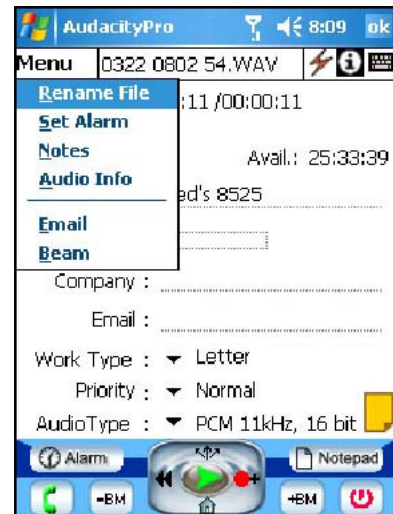 AudacityPro 8:09 ok
Menu 0322 0802 54.WAV
Rename File :11 /00:00:11
Set Alarm
Notes Avail.: 25:33:39
Audio Info ed's 8525
Email
Beam
Company :
Email :
Work Type : Letter
Priority : Normal
AudioType : PCM 11kHz, 16 bit
Alarm Notepad
-BM +BM